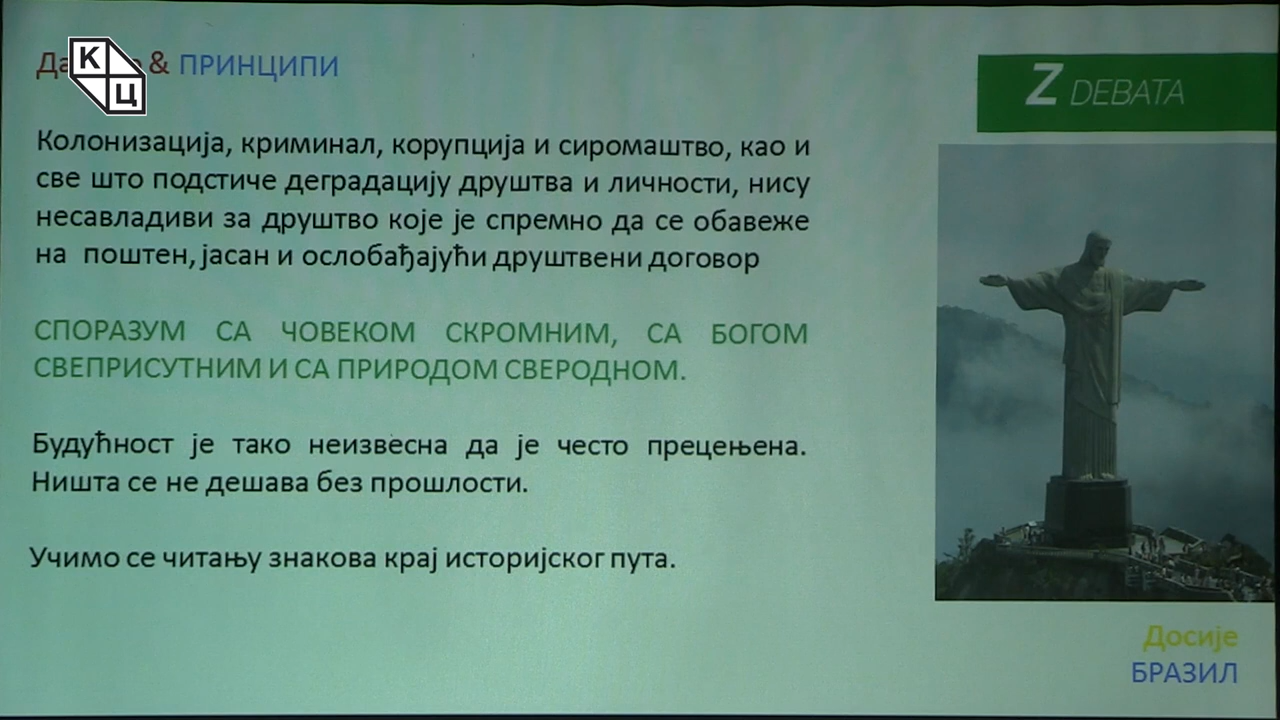 & ПРИНЦИПИ
К
Ц
Z DEBATA
Колонизација, криминал, корупција и сиромаштво, као и
све што подстиче деградацију друштва и личности, нису
несавладиви за друштво које је спремно да се обавеже
на поштен, јасан и ослобађајући друштвени договор
СПОРАЗУМ СА ЧОВЕКОМ СКРОМНИМ, СА БОГОМ
СВЕПРИСУТНИМ И СА ПРИРОДОМ СВЕРОДНОМ.
Будућност је тако неизвесна да је често прецењена.
Ништа се не дешава без прошлости.
Учимо се читању знакова крај историјског пута.
Досије
БРАЗИЛ